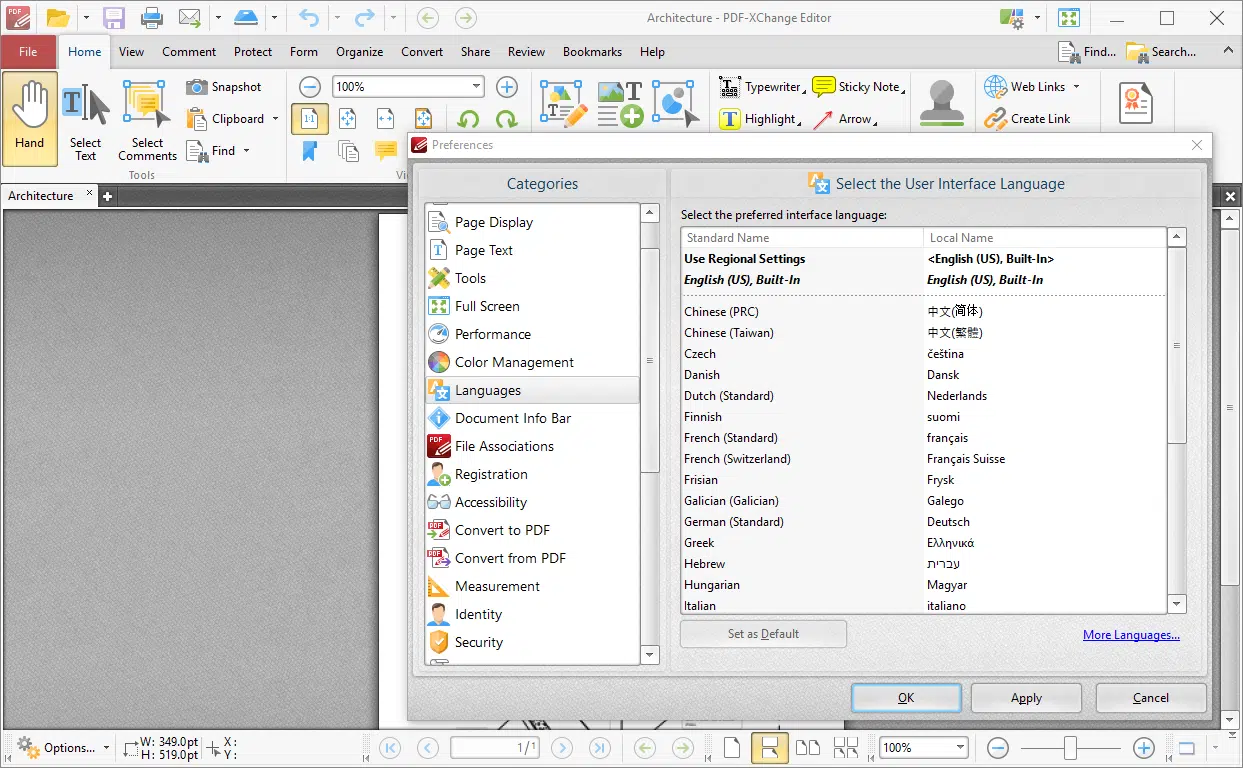 PDF
Architecture - PDF-XChange Editor
File Home View Comment Protect Form Organize Convert Share Review Bookmarks Help Find... Search...
Hand
Select Text
Select Comments
Snapshot
Clipboard
Find
Tools
100%
1:1
Typewriter
Sticky Note
Highlight
Arrow
Web Links
Create Link
Architecture
Preferences
Categories
Page Display
Page Text
Tools
Full Screen
Performance
Color Management
Languages
Document Info Bar
File Associations
Registration
Accessibility
Convert to PDF
Convert from PDF
Measurement
Identity
Security
Select the User Interface Language
Select the preferred interface language:
Standard Name Local Name
Use Regional Settings <English (US), Built-In>
English (US), Built-In English (US), Built-In
Chinese (PRC) 中文(简体)
Chinese (Taiwan) 中文(繁體)
Czech čeština
Danish Dansk
Dutch (Standard) Nederlands
Finnish suomi
French (Standard) français
French (Switzerland) Français Suisse
Frisian Frysk
Galician (Galician) Galego
German (Standard) Deutsch
Greek Ελληνικά
Hebrew עברית
Hungarian Magyar
Italian italiano
Set as Default More Languages...
OK Apply Cancel
Options... W: 349.0pt X:
H: 519.0pt Y:
1/1
100%